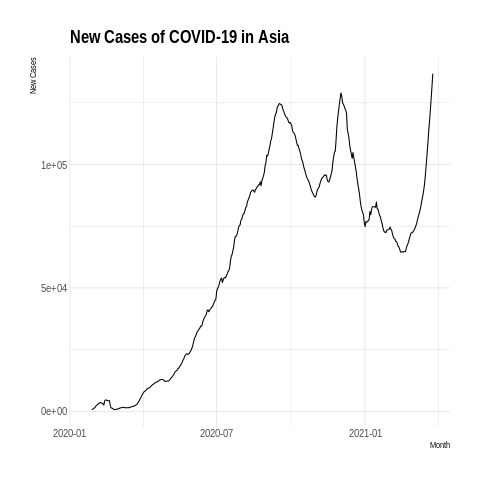 New Cases of COVID-19 in Asia
New Cases
1e+05
5e+04
0e+00
2020-01
2020-07
2021-01
Month